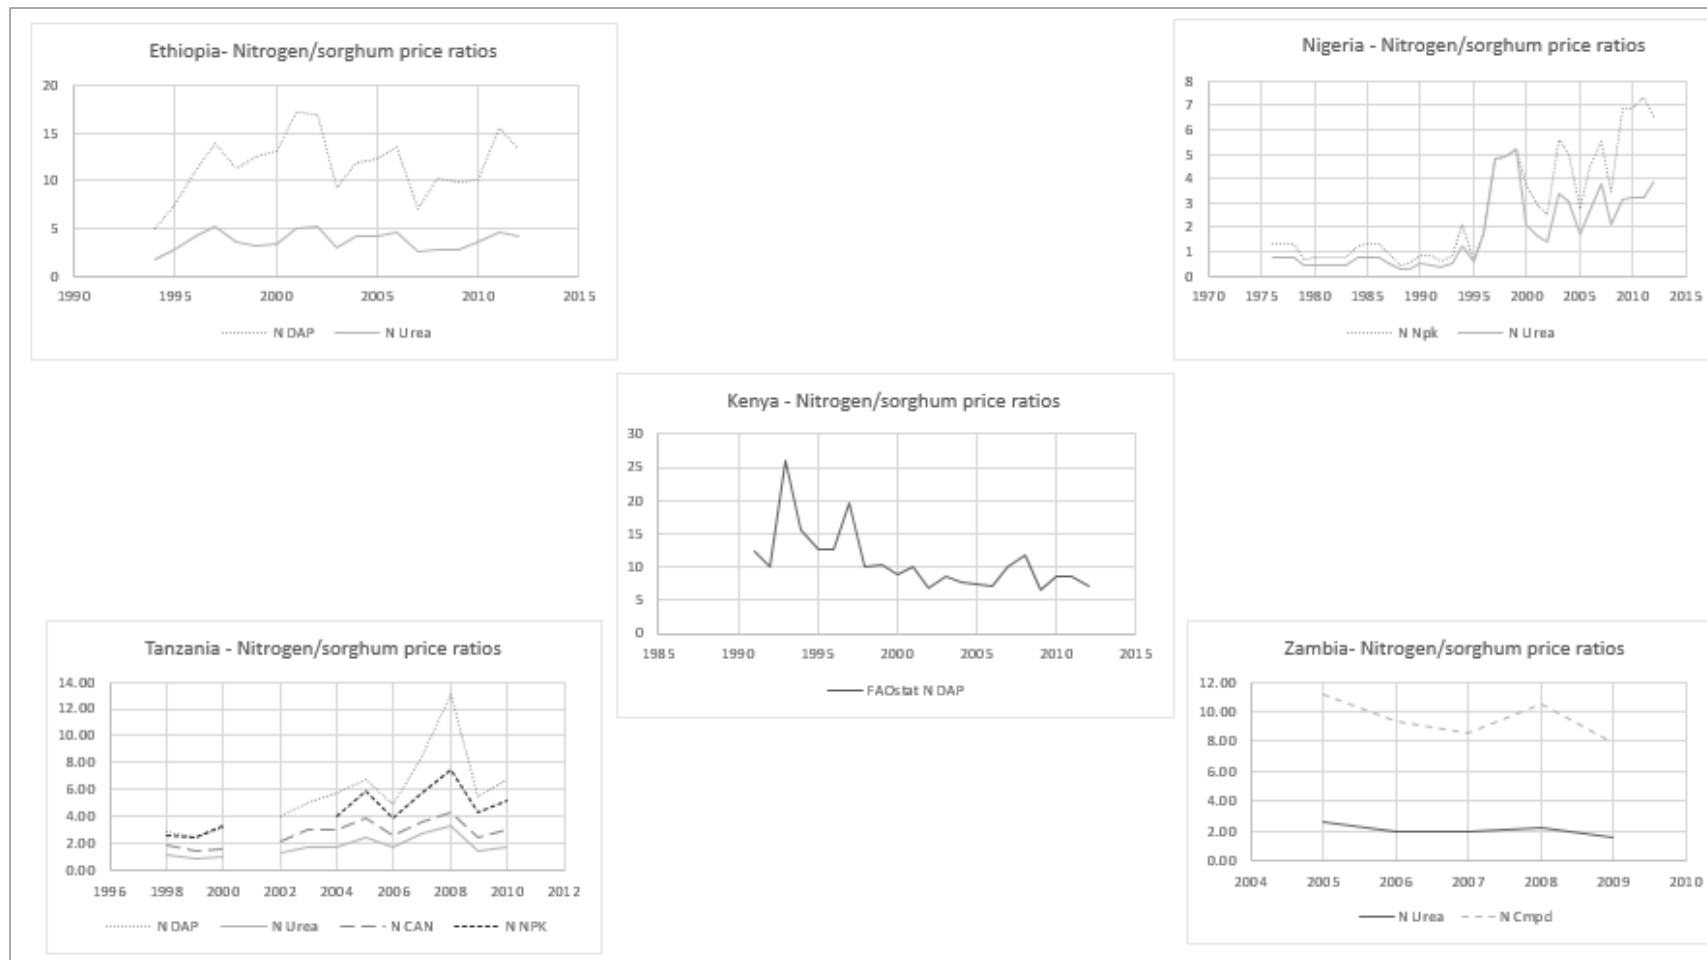 Ethiopia- Nitrogen/sorghum price ratios
20
15
10
5
0
1990 1995 2000 2005 2010 2015
N DAP N Urea
Nigeria - Nitrogen/sorghum price ratios
8
7
6
5
4
3
2
1
0
1970 1975 1980 1985 1990 1995 2000 2005 2010 2015
N Npk N Urea
Kenya - Nitrogen/sorghum price ratios
30
25
20
15
10
5
0
1985 1990 1995 2000 2005 2010 2015
FAOstat N DAP
Tanzania - Nitrogen/sorghum price ratios
14.00
12.00
10.00
8.00
6.00
4.00
2.00
0.00
1996 1998 2000 2002 2004 2006 2008 2010 2012
N DAP N Urea N CAN N NPK
Zambia- Nitrogen/sorghum price ratios
12.00
10.00
8.00
6.00
4.00
2.00
0.00
2004 2005 2006 2007 2008 2009 2010
N Urea N Cmpd